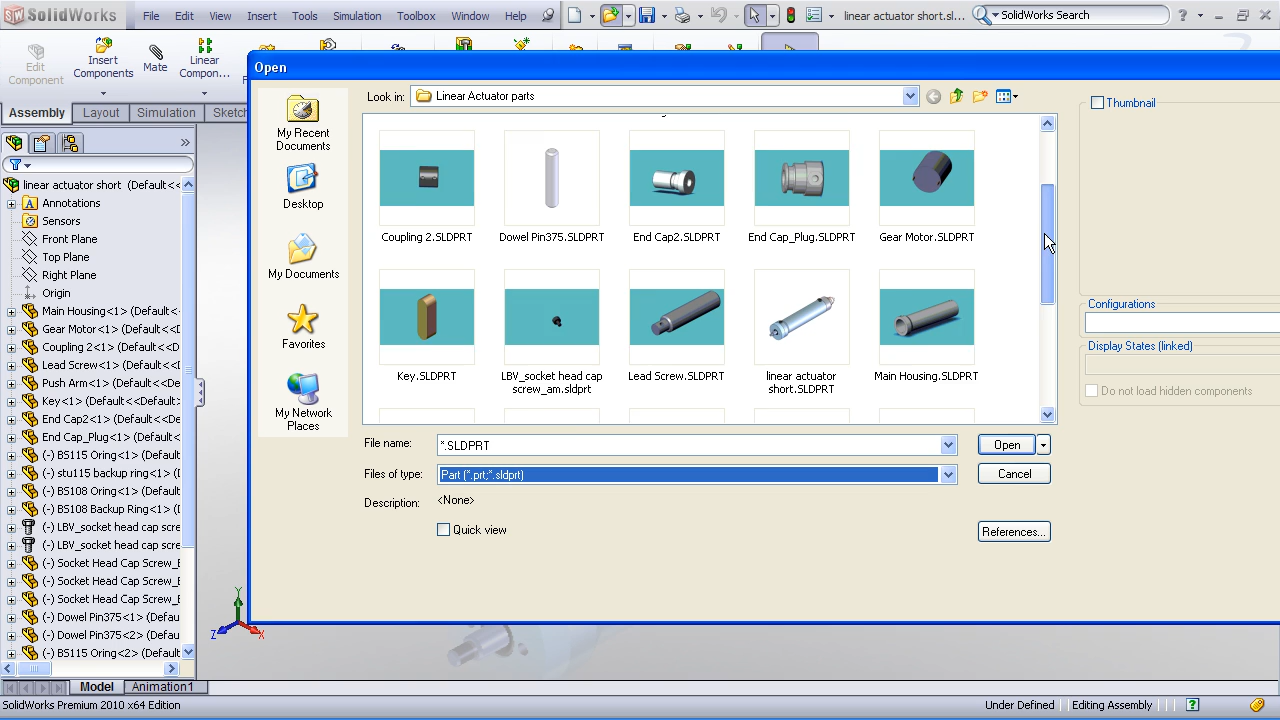 SolidWorks
File Edit View Insert Tools Simulation Toolbox Window Help
linear actuator short.sl...
SolidWorks Search
Edit
Component
Insert
Components
Mate
Linear
Compon...
Assembly Layout Simulation Sketch
linear actuator short (Default<<
Annotations
Sensors
Front Plane
Top Plane
Right Plane
Origin
Main Housing<1> (Default<<
Gear Motor<1> (Default<<D
Coupling 2<1> (Default<<D
Lead Screw<1> (Default<<D
Push Arm<1> (Default<<D
Key<1> (Default<<D
End Cap2<1> (Default<<D
End Cap_Plug<1> (Default
BS115 Oring<1> (Default<
(-) stu115 backup ring<1> (D
(-) B5108 Oring<1> (Default
(-) B5108 Backup Ring<1> (D
(-) LBV_socket head cap scre
(-) LBV_socket head cap scre
(-) Socket Head Cap Screw_B
(-) Socket Head Cap Screw_B
(-) Socket Head Cap Screw_B
(-) Dowel Pin375<1> (Defau
(-) Dowel Pin375<2> (Defau
(-) BS115 Oring<2> (Default
Model Animation1
SolidWorks Premium 2010 x64 Edition
Under Defined
Editing Assembly
Open
Look in:
Linear Actuator parts
My Recent
Documents
Desktop
My Documents
Favorites
My Network
Places
Coupling 2.SLDPRT
Dowel Pin375.SLDPRT
End Cap2.SLDPRT
End Cap_Plug.SLDPRT
Gear Motor.SLDPRT
Key.SLDPRT
LBV_socket head cap
screw_am.sldprt
Lead Screw.SLDPRT
linear actuator
short.SLDPRT
Main Housing.SLDPRT
File name:
*.SLDPRT
Open
Files of type:
Part (*.prt;*.sldprt)
Cancel
Description:
<None>
Quick view
References...
Thumbnail
Configurations
Display States (linked)
Do not load hidden components
Y
Z
X